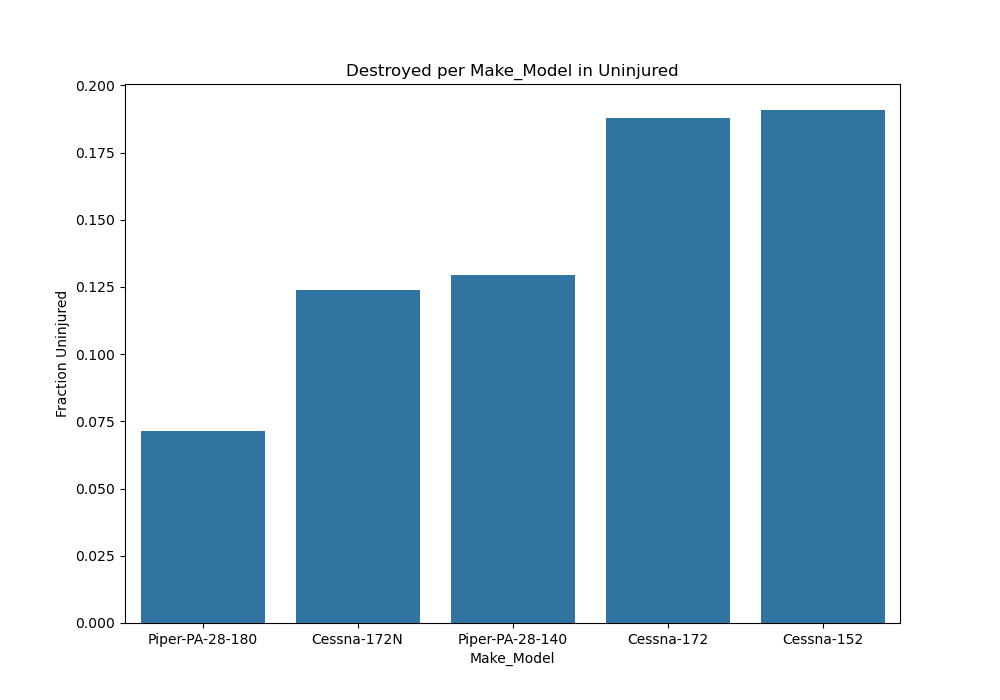 Destroyed per Make_Model in Uninjured
Fraction Uninjured
0.200
0.175
0.150
0.125
0.100
0.075
0.050
0.025
0.000
Piper-PA-28-180 Cessna-172N Piper-PA-28-140 Cessna-172 Cessna-152
Make_Model